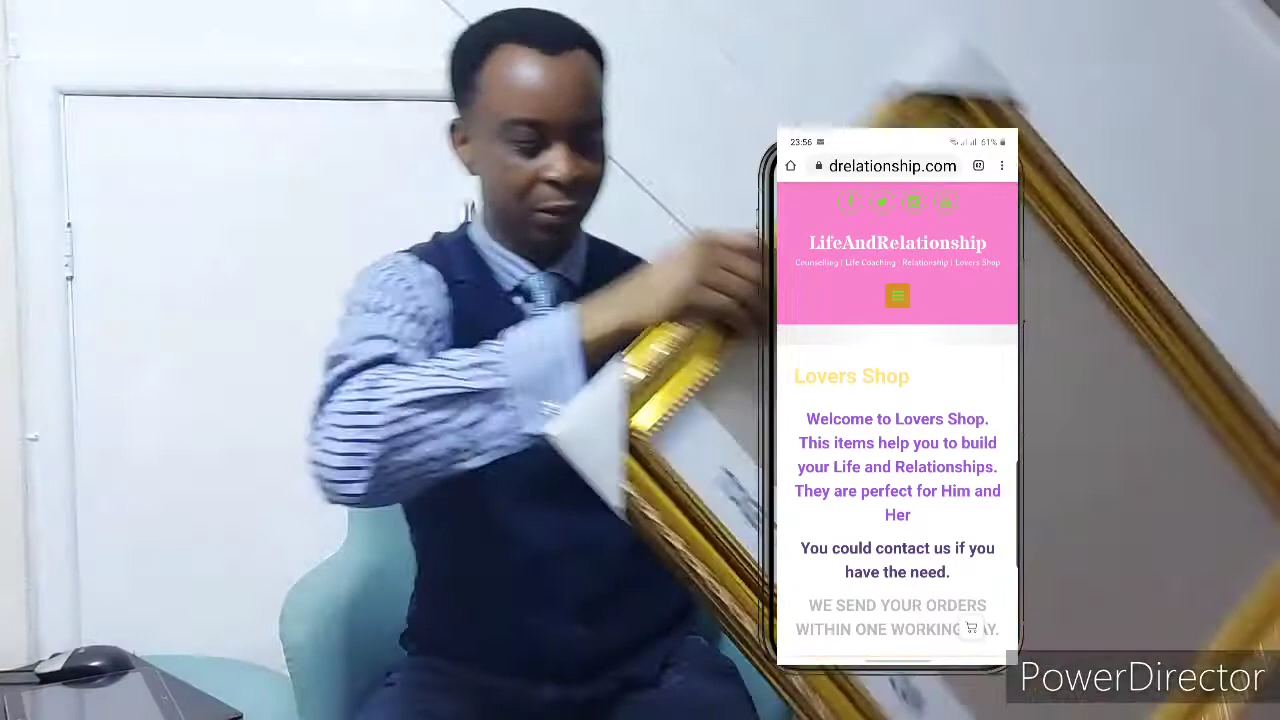 23:56
61%
drelationship.com
LifeAndRelationship
Counselling | Life Coaching | Relationship | Lovers Shop
Lovers Shop
Welcome to Lovers Shop.
This items help you to build
your Life and Relationships.
They are perfect for Him and
Her
You could contact us if you
have the need.
WE SEND YOUR ORDERS
WITHIN ONE WORKING
PowerDirector